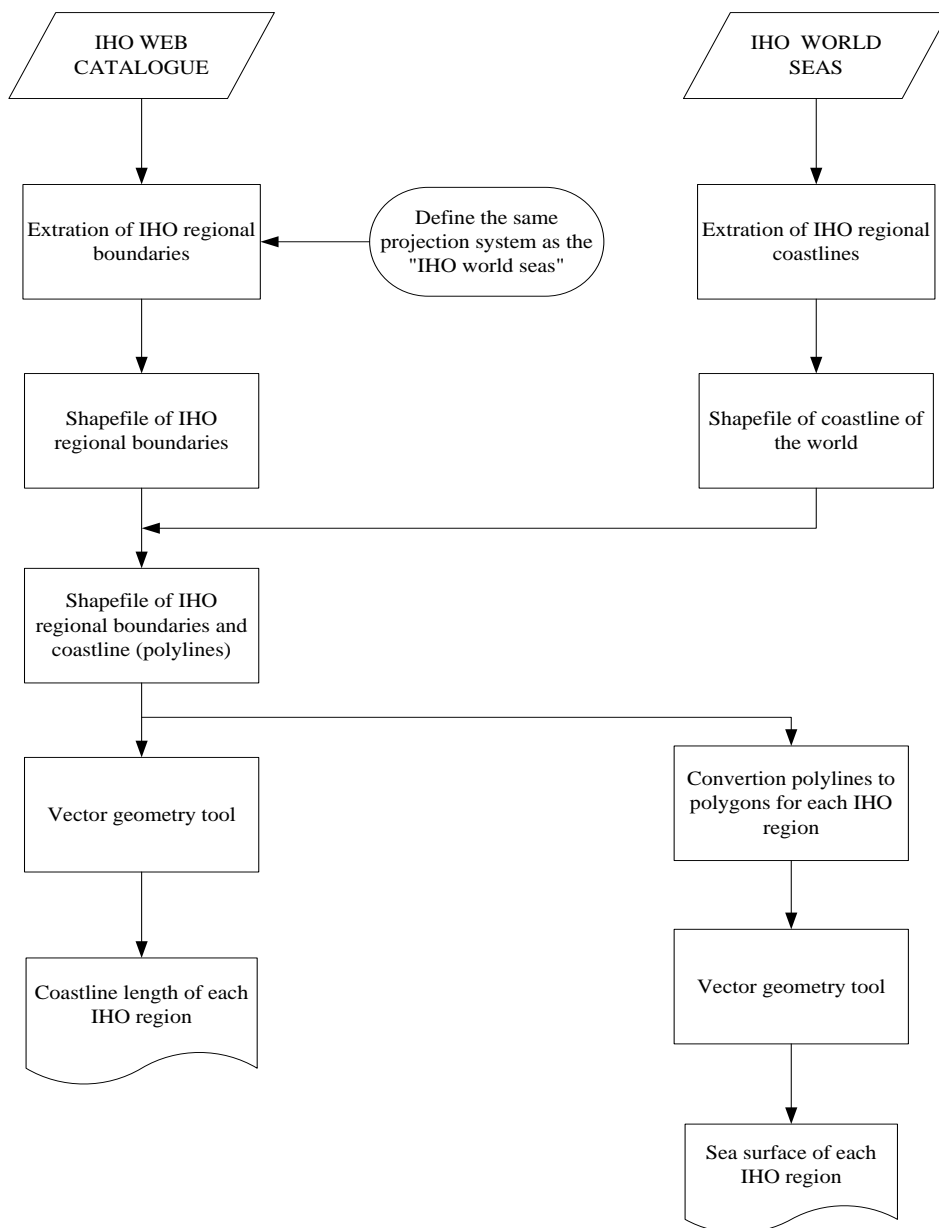 IHO WEB
CATALOGUE
IHO WORLD
SEAS
Extration of IHO regional
boundaries
Define the same
projection system as the
"IHO world seas"
Extration of IHO regional
coastlines
Shapefile of IHO
regional boundaries
Shapefile of coastline of
the world
Shapefile of IHO
regional boundaries and
coastline (polylines)
Vector geometry tool
Convertion polylines to
polygons for each IHO
region
Coastline length of each
IHO region
Vector geometry tool
Sea surface of each
IHO region